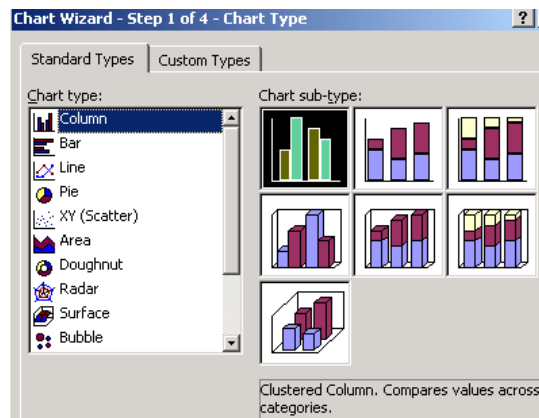 Chart Wizard - Step 1 of 4 - Chart Type
?
Standard Types
Custom Types
Chart type:
Column
Bar
Line
Pie
XY (Scatter)
Area
Doughnut
Radar
Surface
Bubble
Chart sub-type:
Clustered Column. Compares values across
categories.